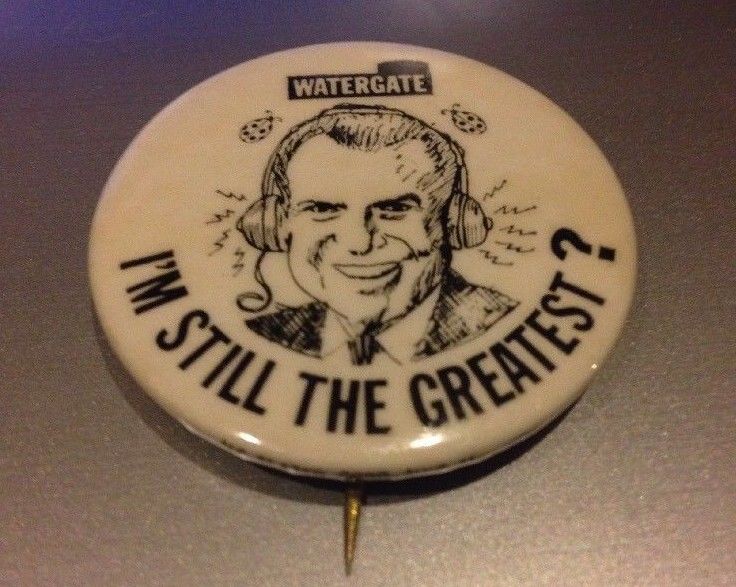 WATERGATE
I'M STILL THE GREATEST?